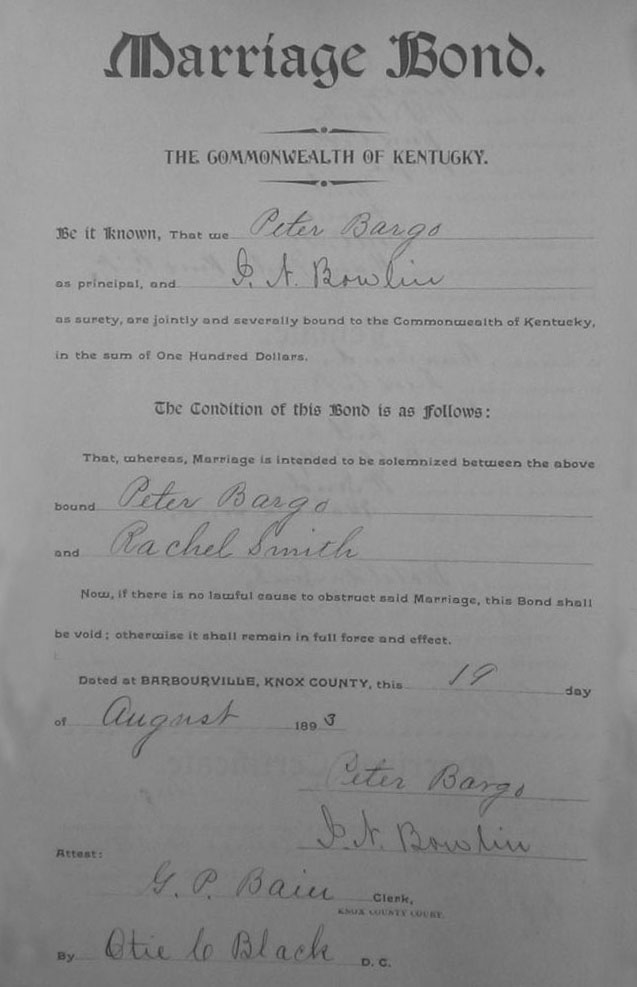 Marriage Bond.
THE COMMONWEALTH OF KENTUCKY.
Be it Known, That we Peter Bargo
as principal, and J. N. Bowlin
as surety, are jointly and severally bound to the Commonwealth of Kentucky,
in the sum of One Hundred Dollars.
The Condition of this Bond is as Follows:
That, whereas, Marriage is intended to be solemnized between the above
bound Peter Bargo
and Rachel Smith
Now, if there is no lawful cause to obstruct said Marriage, this Bond shall
be void; otherwise it shall remain in full force and effect.
Dated at BARBOURVILLE, KNOX COUNTY, this 19 day
of August 1893
Peter Bargo
J. N. Bowlin
Attest:
G. P. Bain Clerk,
KNOX COUNTY COURT.
By Otie C Black D. C.